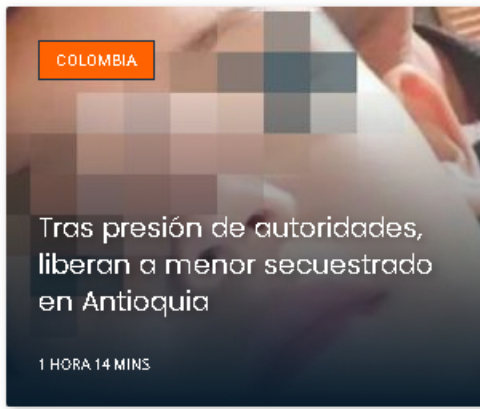 COLOMBIA
Tras presión de autoridades,
liberan a menor secuestrado
en Antioquia
1 HORA 14 MINS